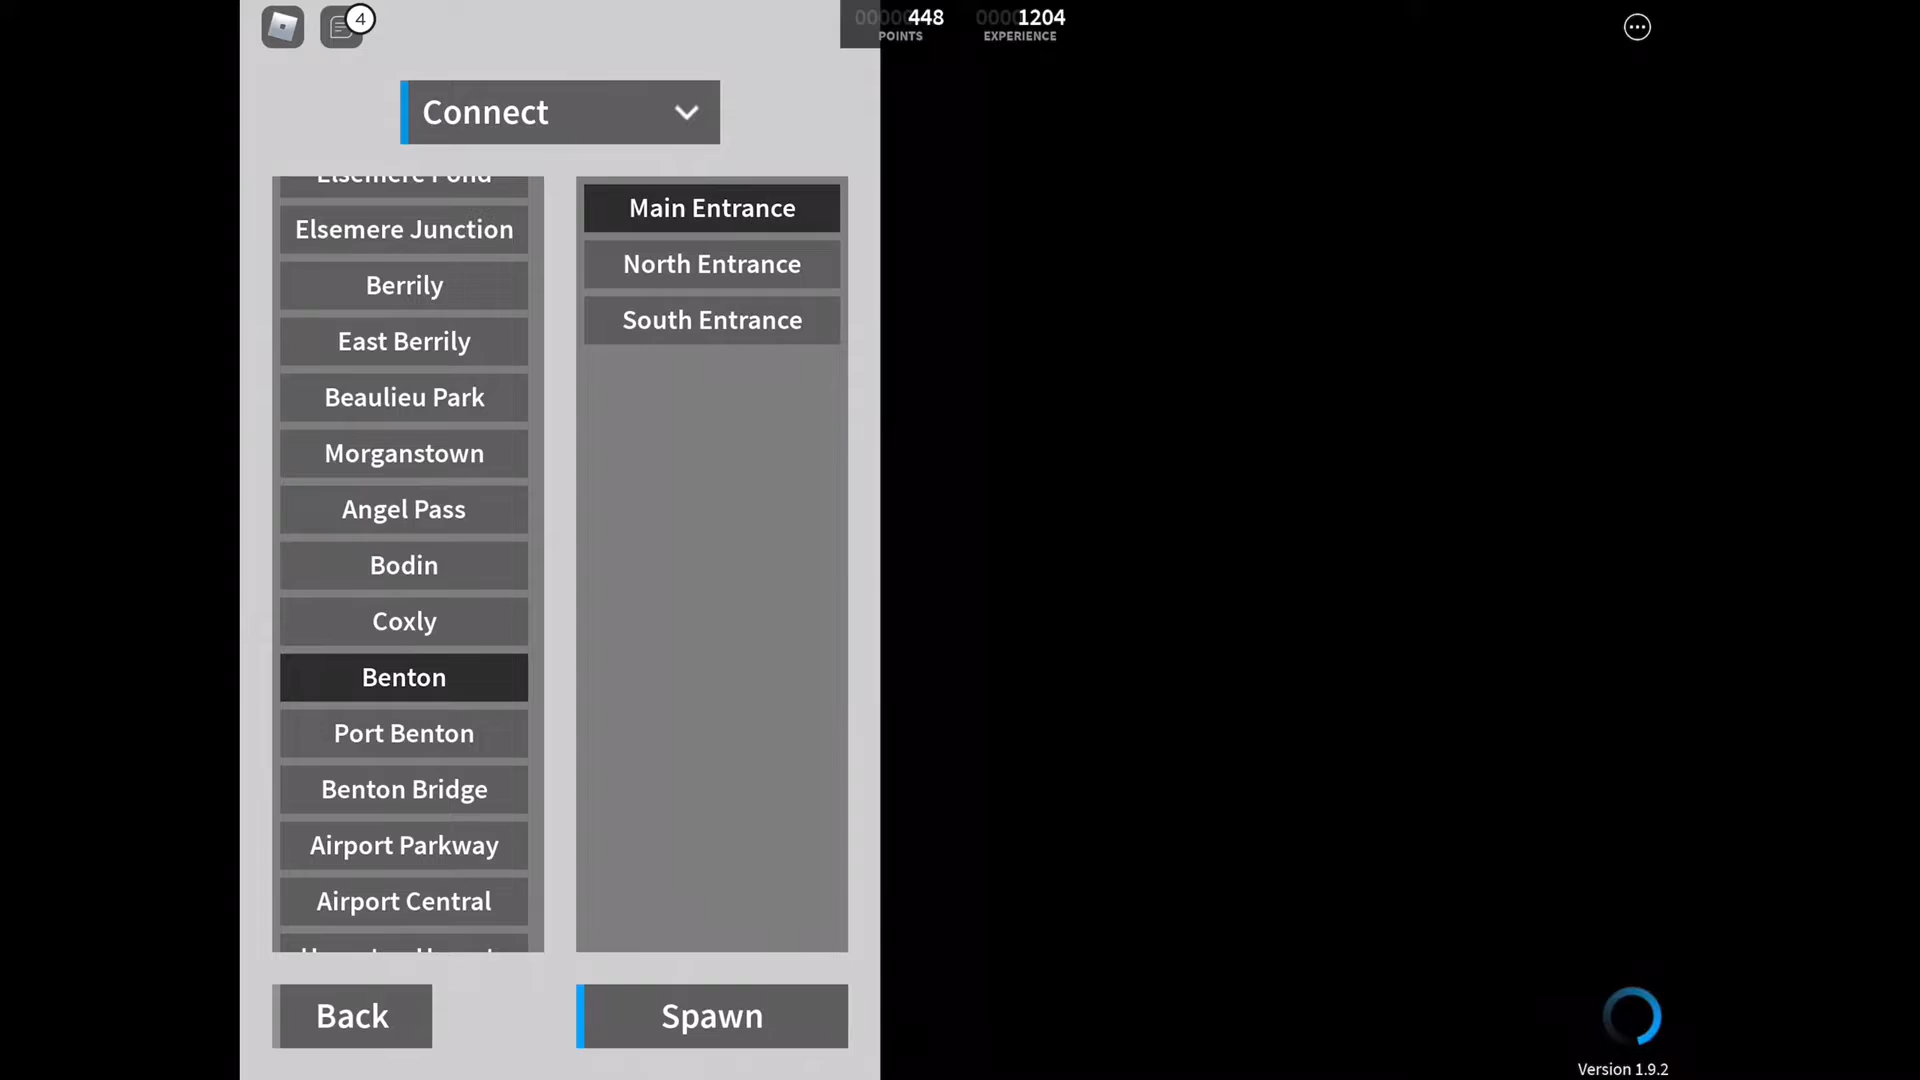 4
00000448
POINTS
00001204
EXPERIENCE
Connect
Elsemere Pond
Elsemere Junction
Berrily
East Berrily
Beaulieu Park
Morganstown
Angel Pass
Bodin
Coxly
Benton
Port Benton
Benton Bridge
Airport Parkway
Airport Central
Main Entrance
North Entrance
South Entrance
Back
Spawn
Version 1.9.2